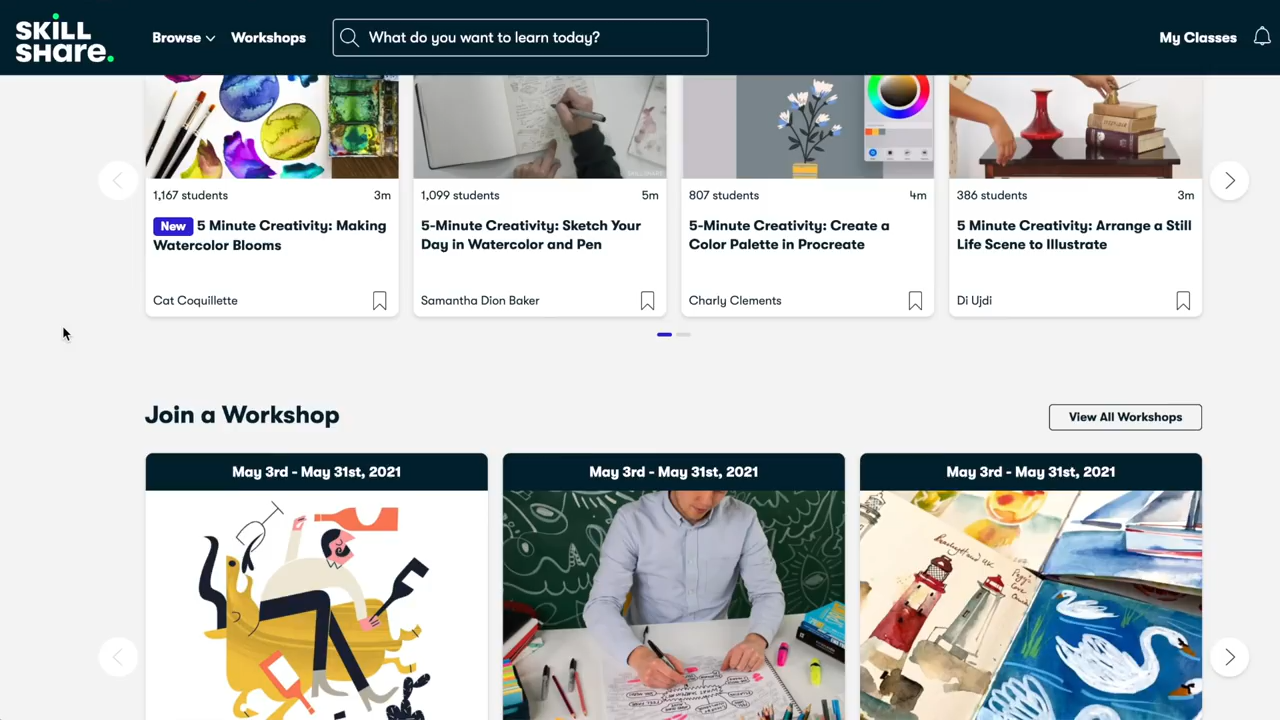 SKILL
SHare.
Browse
Workshops
What do you want to learn today?
My Classes
1,167 students
3m
New 5 Minute Creativity: Making
Watercolor Blooms
Cat Coquillette
1,099 students
5m
5-Minute Creativity: Sketch Your
Day in Watercolor and Pen
Samantha Dion Baker
807 students
4m
5-Minute Creativity: Create a
Color Palette in Procreate
Charly Clements
386 students
3m
5 Minute Creativity: Arrange a Still
Life Scene to Illustrate
Di Ujdi
Join a Workshop
View All Workshops
May 3rd - May 31st, 2021
May 3rd - May 31st, 2021
May 3rd - May 31st, 2021